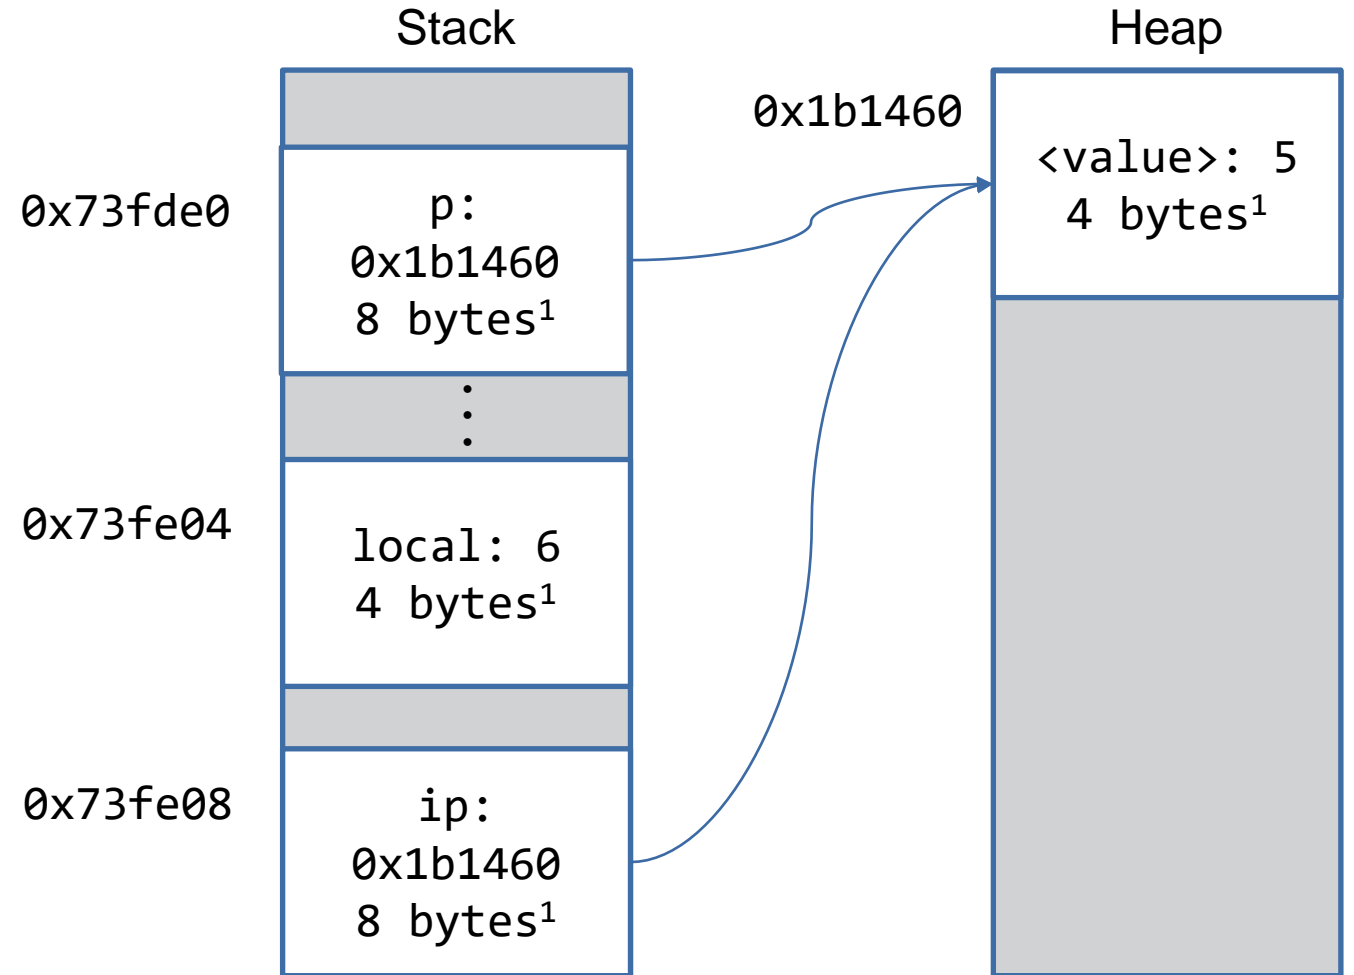 Stack
Heap
0x1b1460
<value>: 5
4 bytes¹
0x73fde0
p:
0x1b1460
8 bytes¹
⋮
0x73fe04
local: 6
4 bytes¹
0x73fe08
ip:
0x1b1460
8 bytes¹